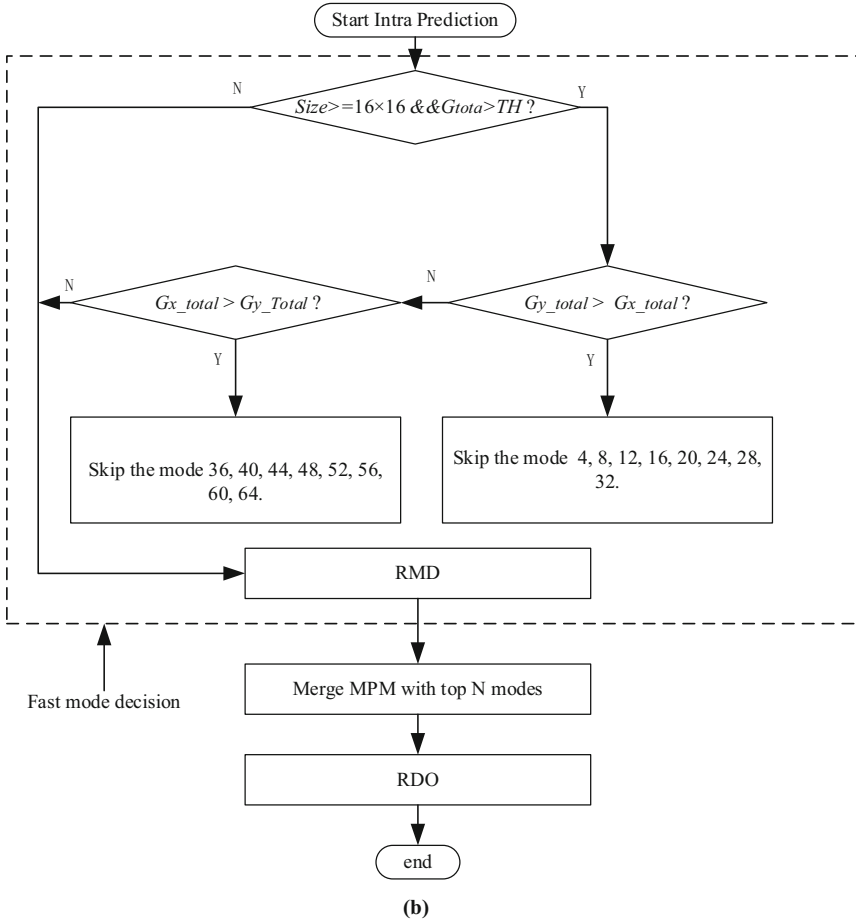 Start Intra Prediction
N
Size>=16×16 &&Gtota>TH ?
Y
N
Gx_total > Gy_Total ?
N
Gy_total > Gx_total ?
Y
Y
Skip the mode 36, 40, 44, 48, 52, 56,
60, 64.
Skip the mode 4, 8, 12, 16, 20, 24, 28,
32.
RMD
Fast mode decision
Merge MPM with top N modes
RDO
end
(b)